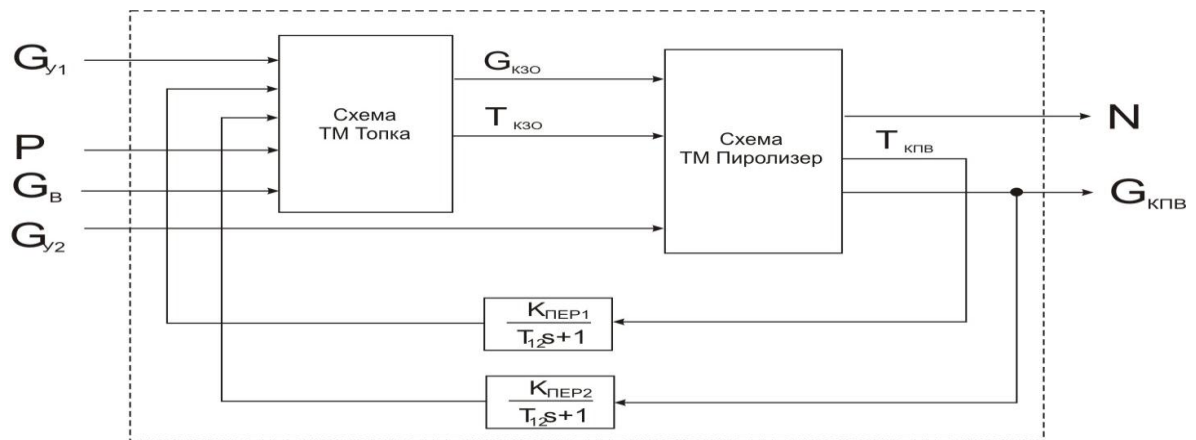 Gу1
P
Gв
Gу2
Схема
ТМ Топка
Gкзо
Tкзо
Схема
ТМ Пиролизер
N
Tкпв
Gкпв
KПЕР1
T12s+1
KПЕР2
T12s+1